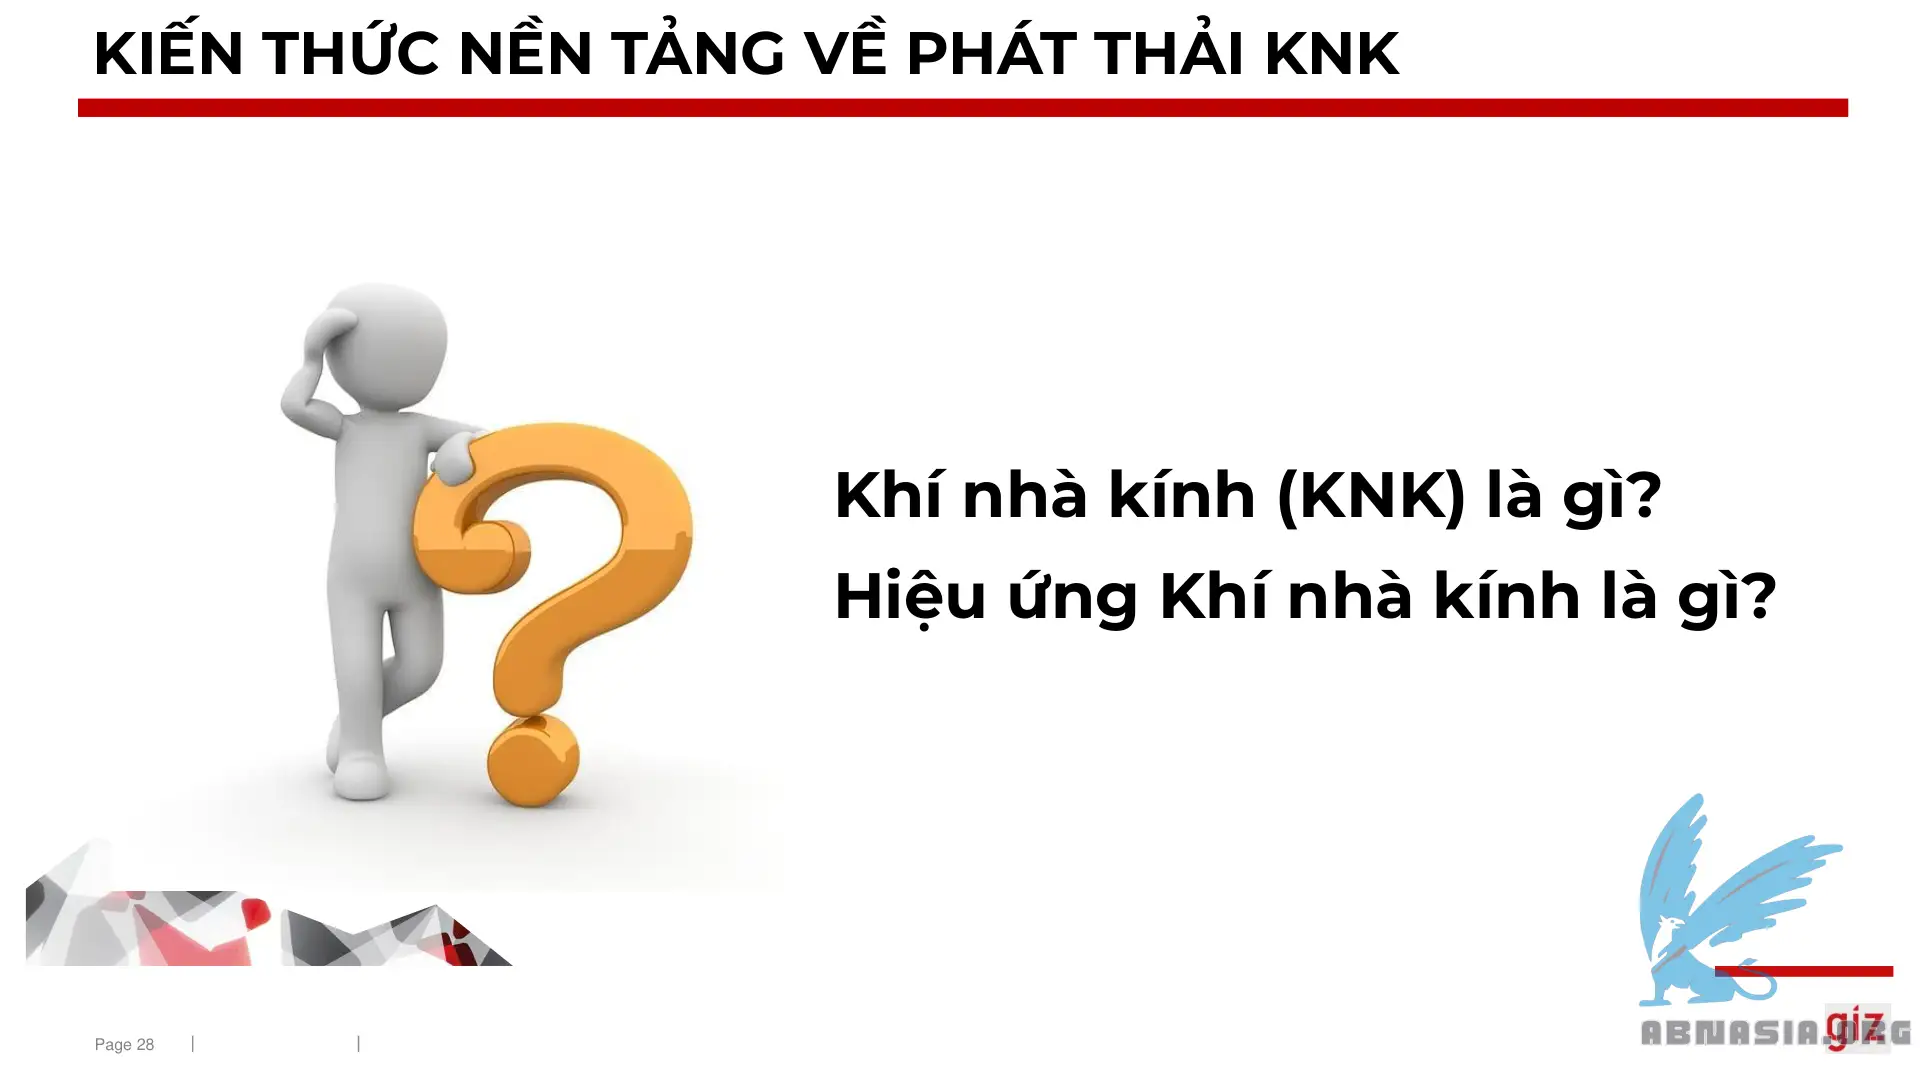 KIẾN THỨC NỀN TẢNG VỀ PHÁT THẢI KNK
Khí nhà kính (KNK) là gì?
Hiệu ứng Khí nhà kính là gì?
Page 28
giz
ABNASIA.ORG